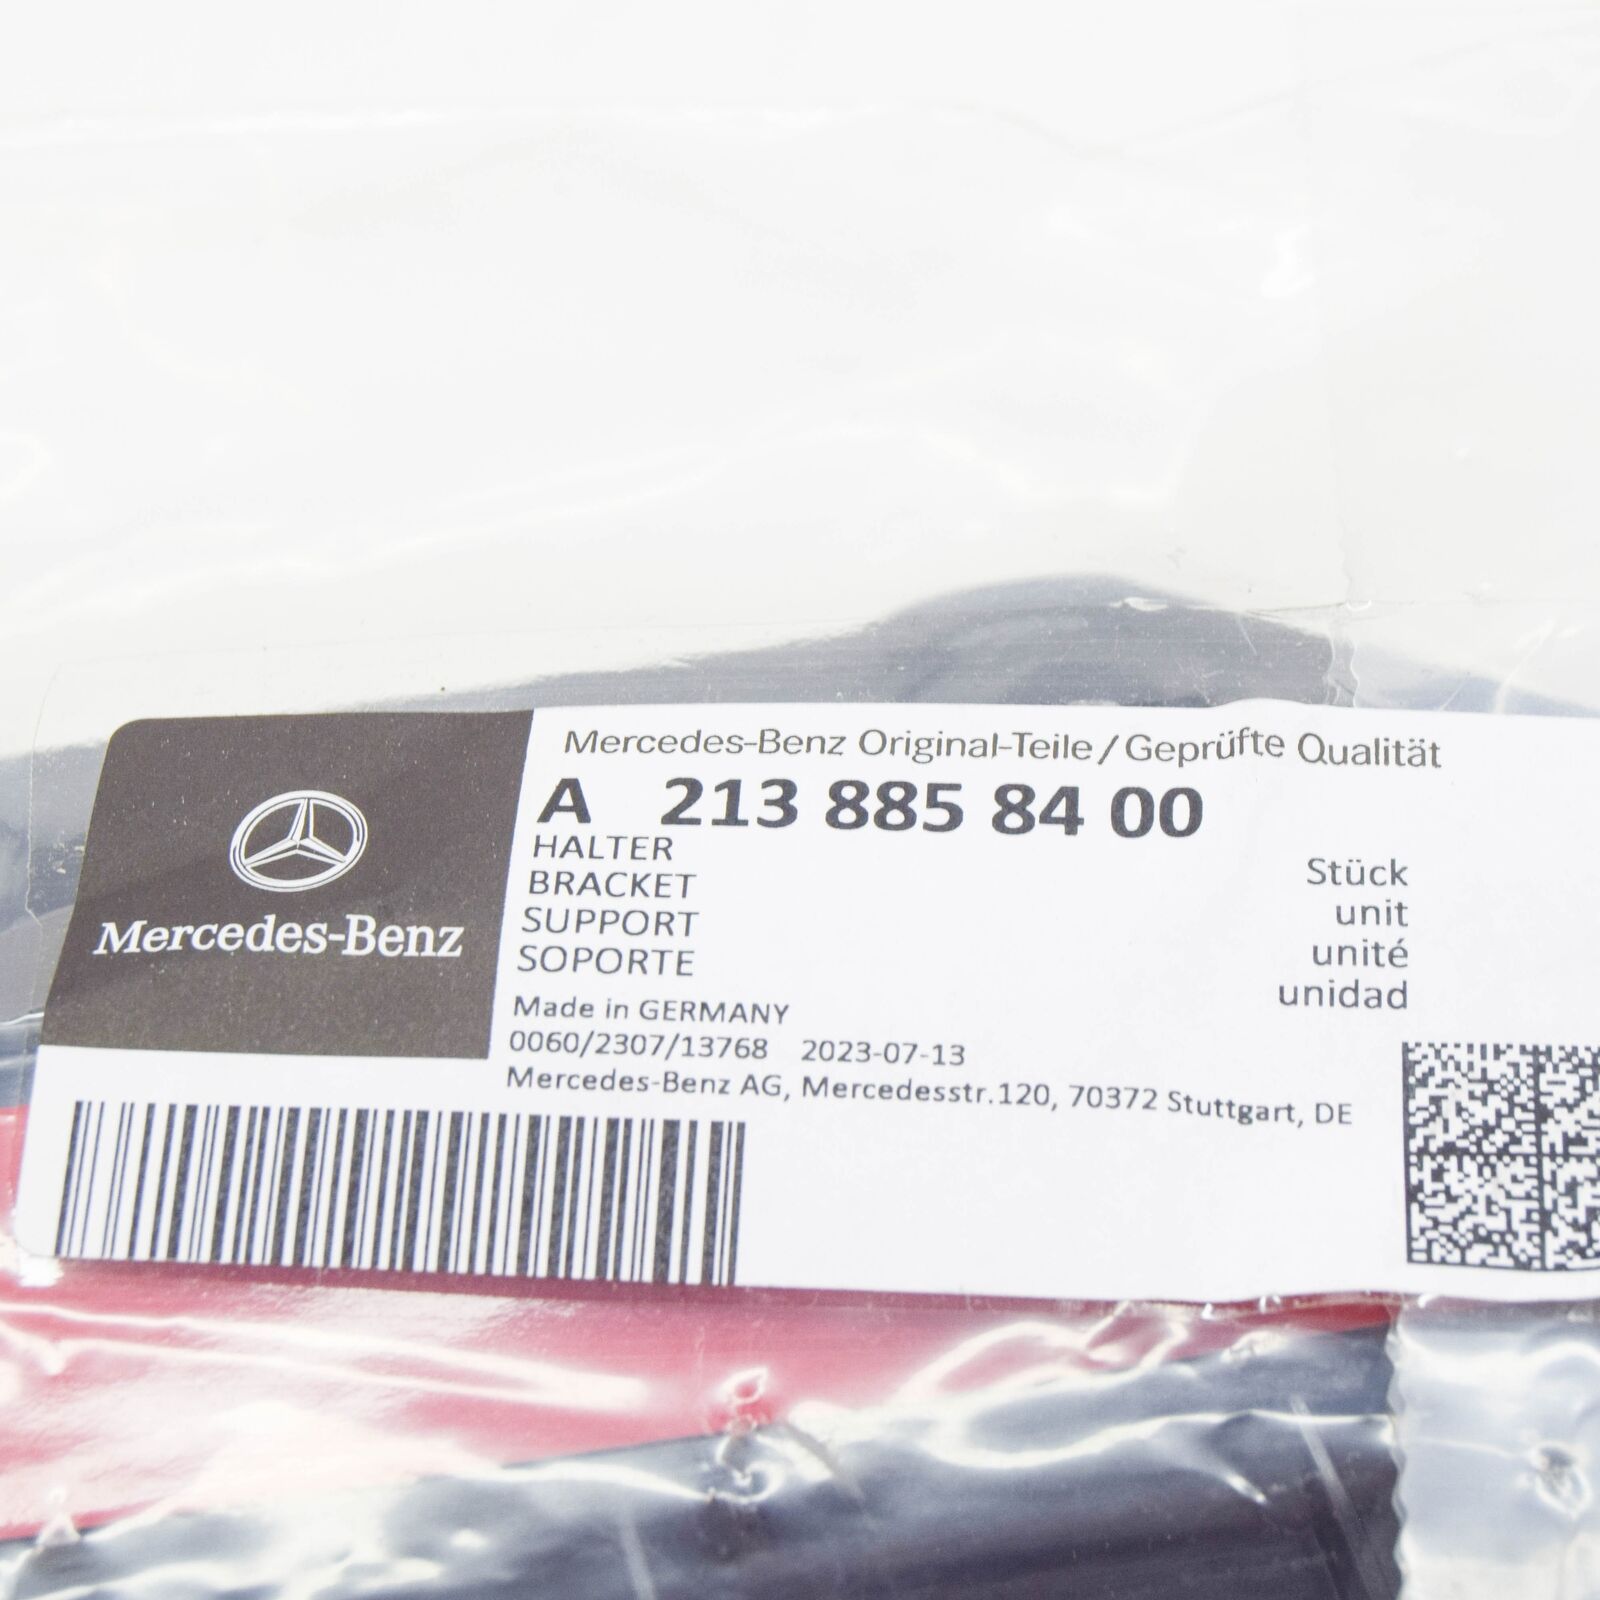 Mercedes-Benz
Mercedes-Benz Original-Teile/Geprüfte Qualität
A 213 885 84 00
HALTER
BRACKET
SUPPORT
SOPORTE
Stück
unit
unité
unidad
Made in GERMANY
0060/2307/13768 2023-07-13
Mercedes-Benz AG, Mercedesstr.120, 70372 Stuttgart, DE